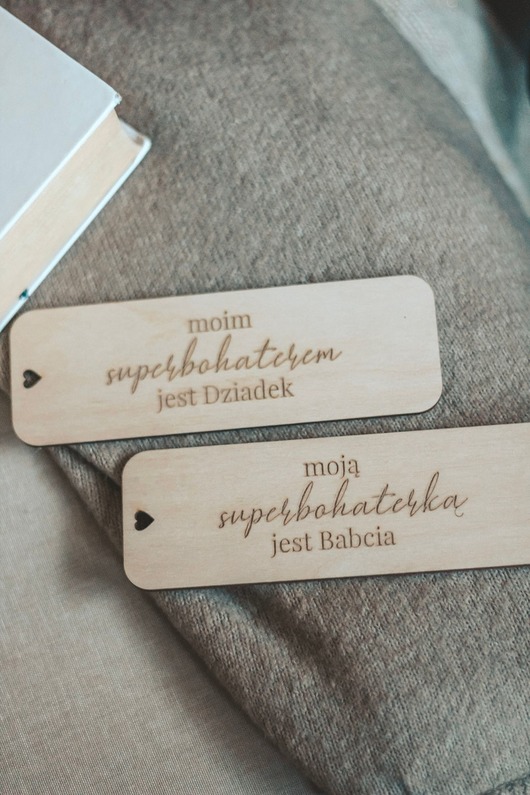 moim
superbohaterem
jest Dziadek
moją
superbohaterką
jest Babcia